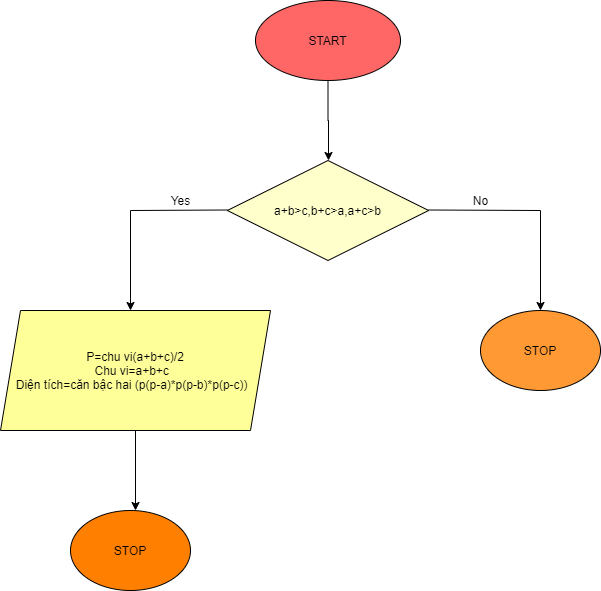 START
a+b>c,b+c>a,a+c>b
Yes
No
P=chu vi(a+b+c)/2
Chu vi=a+b+c
Diện tích=căn bậc hai (p(p-a)*p(p-b)*p(p-c))
STOP
STOP